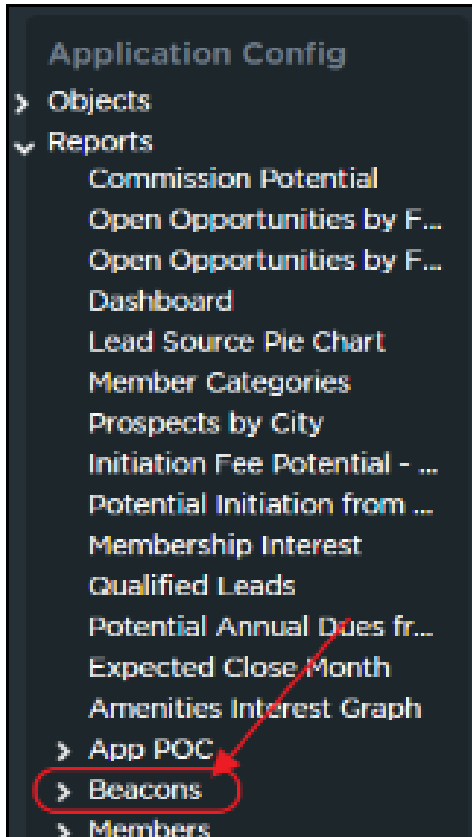 Application Config
Objects
Reports
Commission Potential
Open Opportunities by F...
Open Opportunities by F...
Dashboard
Lead Source Pie Chart
Member Categories
Prospects by City
Initiation Fee Potential - ...
Potential Initiation from ...
Membership Interest
Qualified Leads
Potential Annual Dues fr...
Expected Close Month
Amenities Interest Graph
App POC
Beacons
Members